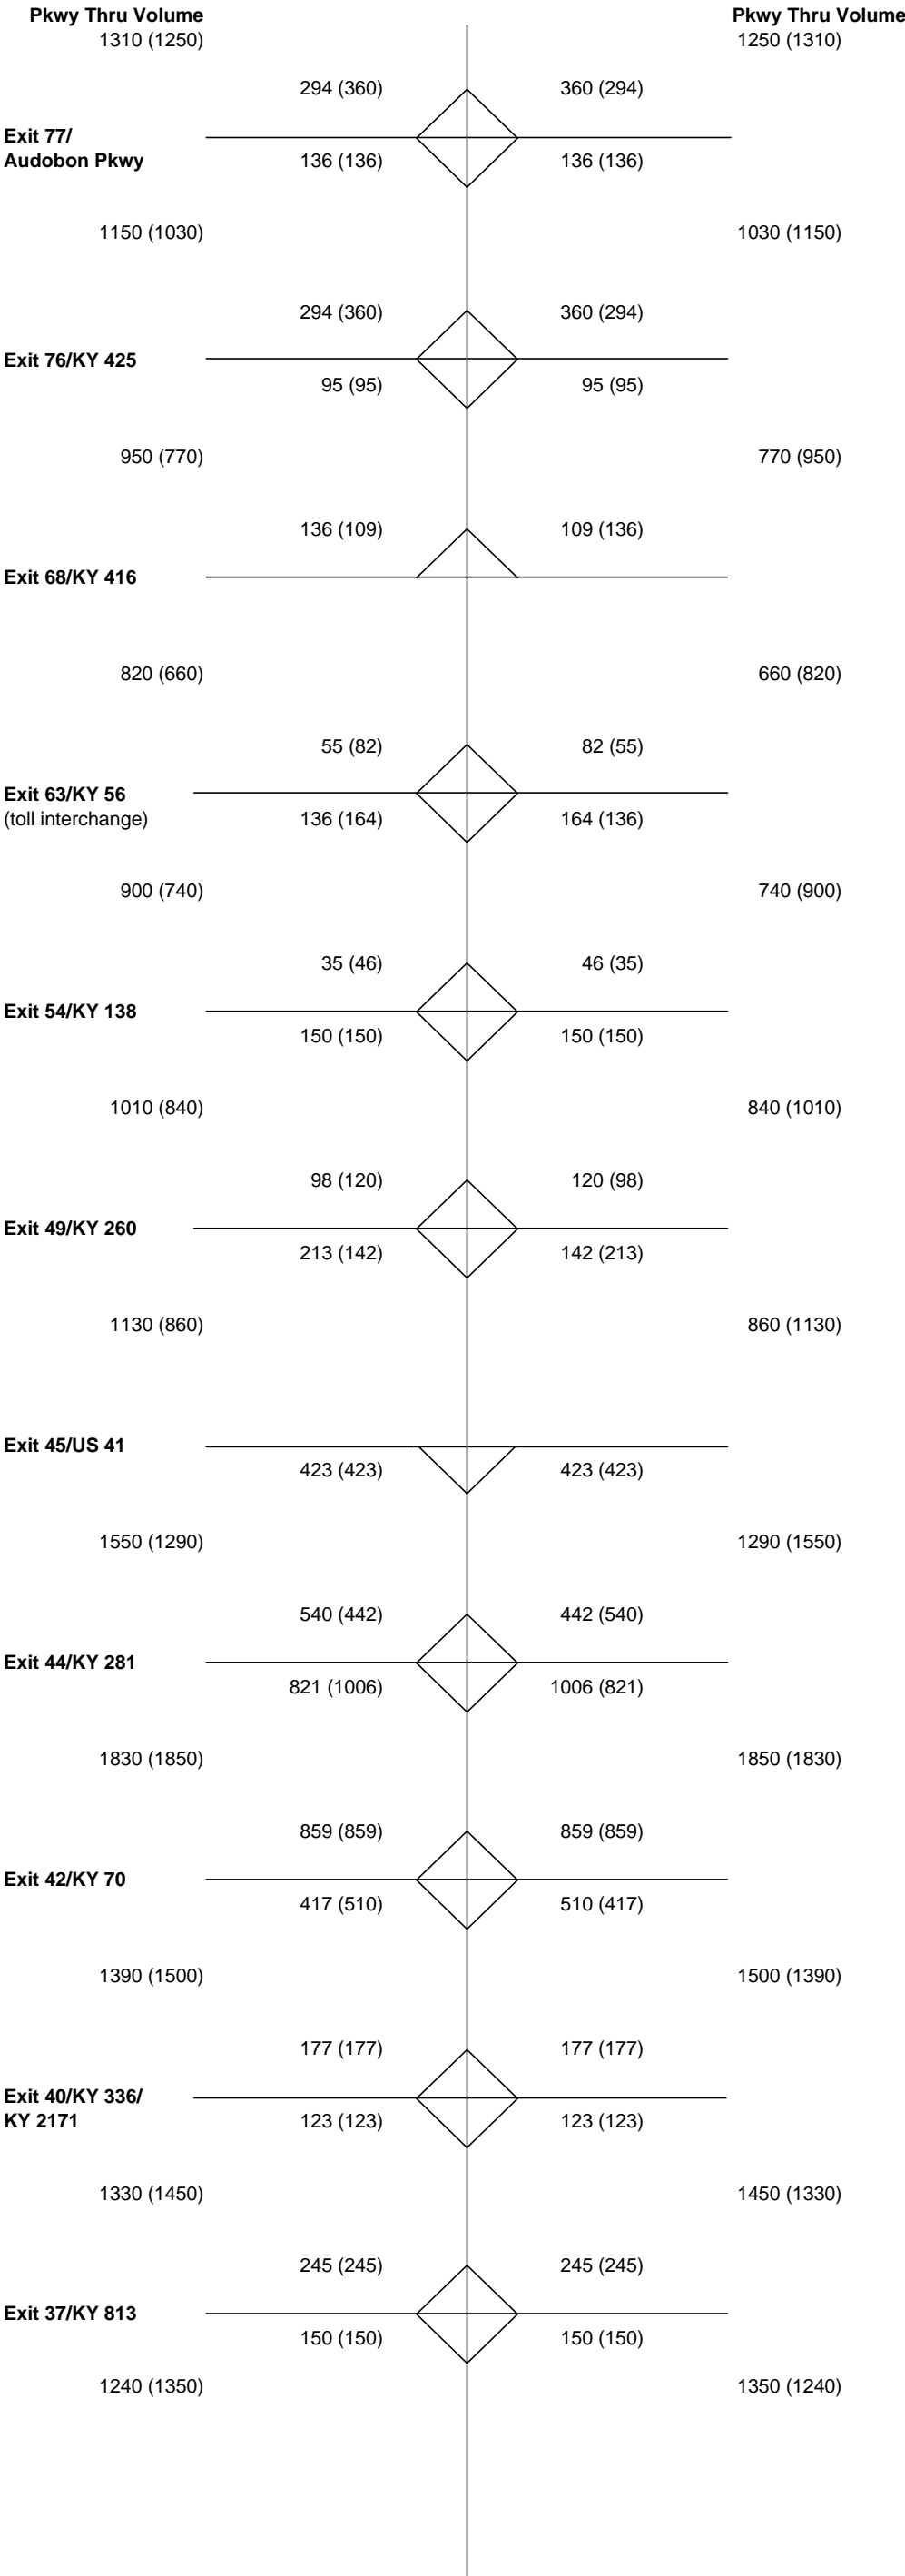 Pkwy Thru Volume Pkwy Thru Volume
1310 (1250) 1250 (1310)
294 (360) 360 (294)
Exit 77/
Audobon Pkwy 136 (136) 136 (136)
1150 (1030) 1030 (1150)
294 (360) 360 (294)
Exit 76/KY 425
95 (95) 95 (95)
950 (770) 770 (950)
136 (109) 109 (136)
Exit 68/KY 416
820 (660) 660 (820)
55 (82) 82 (55)
Exit 63/KY 56
(toll interchange) 136 (164) 164 (136)
900 (740) 740 (900)
35 (46) 46 (35)
Exit 54/KY 138
150 (150) 150 (150)
1010 (840) 840 (1010)
98 (120) 120 (98)
Exit 49/KY 260
213 (142) 142 (213)
1130 (860) 860 (1130)
Exit 45/US 41
423 (423) 423 (423)
1550 (1290) 1290 (1550)
540 (442) 442 (540)
Exit 44/KY 281
821 (1006) 1006 (821)
1830 (1850) 1850 (1830)
859 (859) 859 (859)
Exit 42/KY 70
417 (510) 510 (417)
1390 (1500) 1500 (1390)
177 (177) 177 (177)
Exit 40/KY 336/
KY 2171 123 (123) 123 (123)
1330 (1450) 1450 (1330)
245 (245) 245 (245)
Exit 37/KY 813
150 (150) 150 (150)
1240 (1350) 1350 (1240)